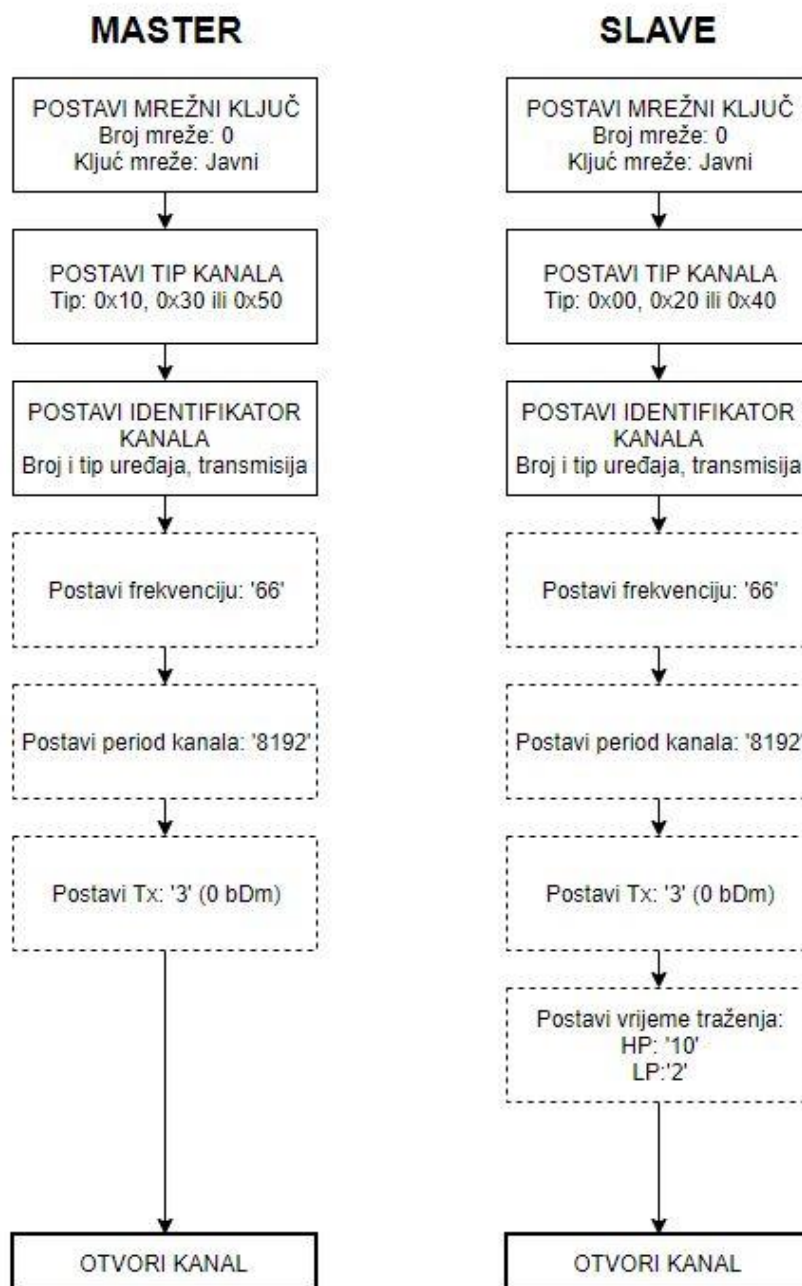 MASTER
POSTAVI MREŽNI KLJUČ
Broj mreže: 0
Ključ mreže: Javni
POSTAVI TIP KANALA
Tip: 0x10, 0x30 ili 0x50
POSTAVI IDENTIFIKATOR
KANALA
Broj i tip uređaja, transmisija
Postavi frekvenciju: '66'
Postavi period kanala: '8192'
Postavi Tx: '3' (0 bDm)
OTVORI KANAL
SLAVE
POSTAVI MREŽNI KLJUČ
Broj mreže: 0
Ključ mreže: Javni
POSTAVI TIP KANALA
Tip: 0x00, 0x20 ili 0x40
POSTAVI IDENTIFIKATOR
KANALA
Broj i tip uređaja, transmisija
Postavi frekvenciju: '66'
Postavi period kanala: '8192'
Postavi Tx: '3' (0 bDm)
Postavi vrijeme traženja:
HP: '10'
LP:'2'
OTVORI KANAL